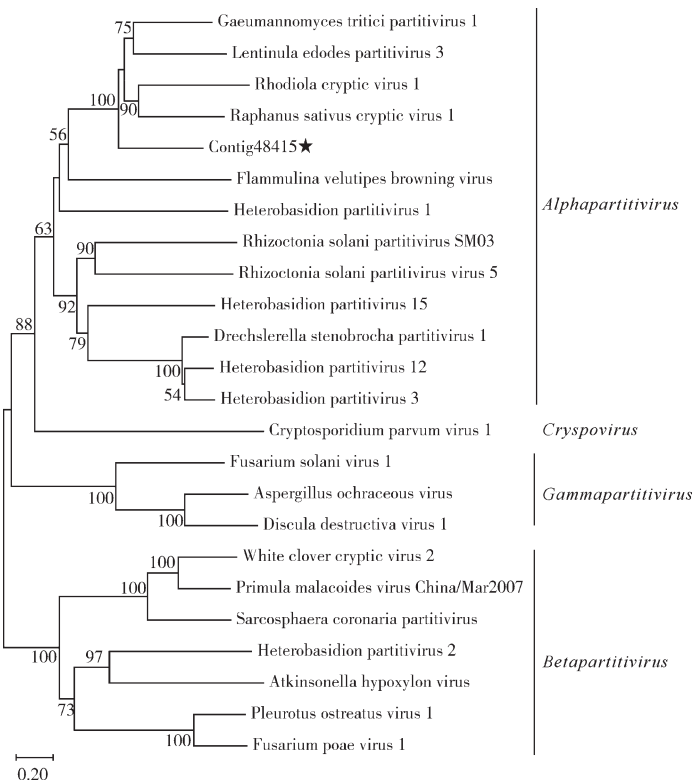 Gaeumannomyces tritici partitivirus 1
75
Lentinula edodes partitivirus 3
Rhodiola cryptic virus 1
100
90
Raphanus sativus cryptic virus 1
56
Contig48415★
Flammulina velutipes browning virus
Alphapartitivirus
Heterobasidion partitivirus 1
63
Rhizoctonia solani partitivirus SM03
90
Rhizoctonia solani partitivirus virus 5
92
Heterobasidion partitivirus 15
88
79
Drechslerella stenobrocha partitivirus 1
100
Heterobasidion partitivirus 12
54
Heterobasidion partitivirus 3
Cryptosporidium parvum virus 1
Cryspovirus
Fusarium solani virus 1
100
Aspergillus ochraceous virus
Gammapartitivirus
100
Discula destructiva virus 1
White clover cryptic virus 2
100
100
Primula malacoides virus China/Mar2007
Sarcosphaera coronaria partitivirus
100
97
Heterobasidion partitivirus 2
Betapartitivirus
Atkinsonella hypoxylon virus
73
Pleurotus ostreatus virus 1
100
Fusarium poae virus 1
0.20